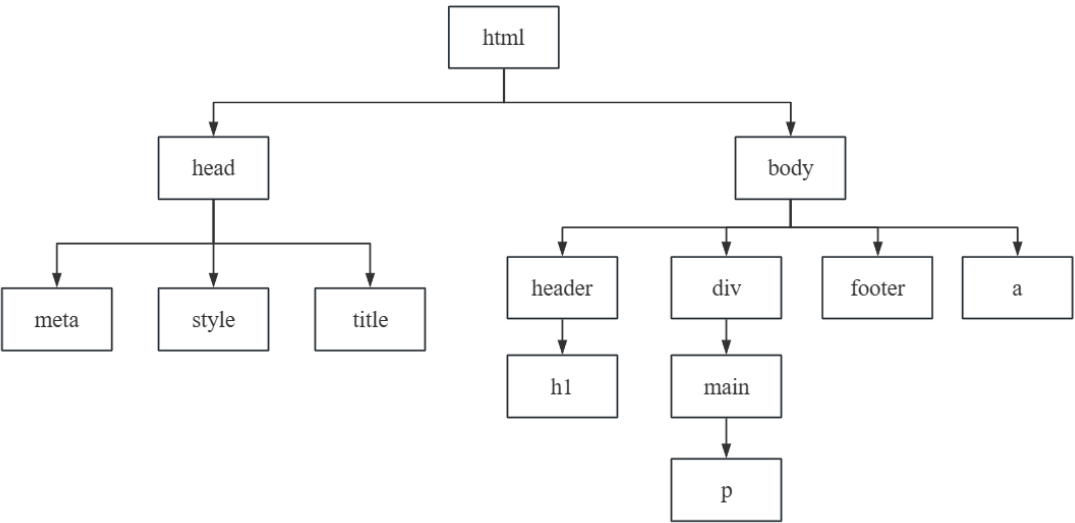 html
head
body
meta
style
title
header
div
footer
a
h1
main
p